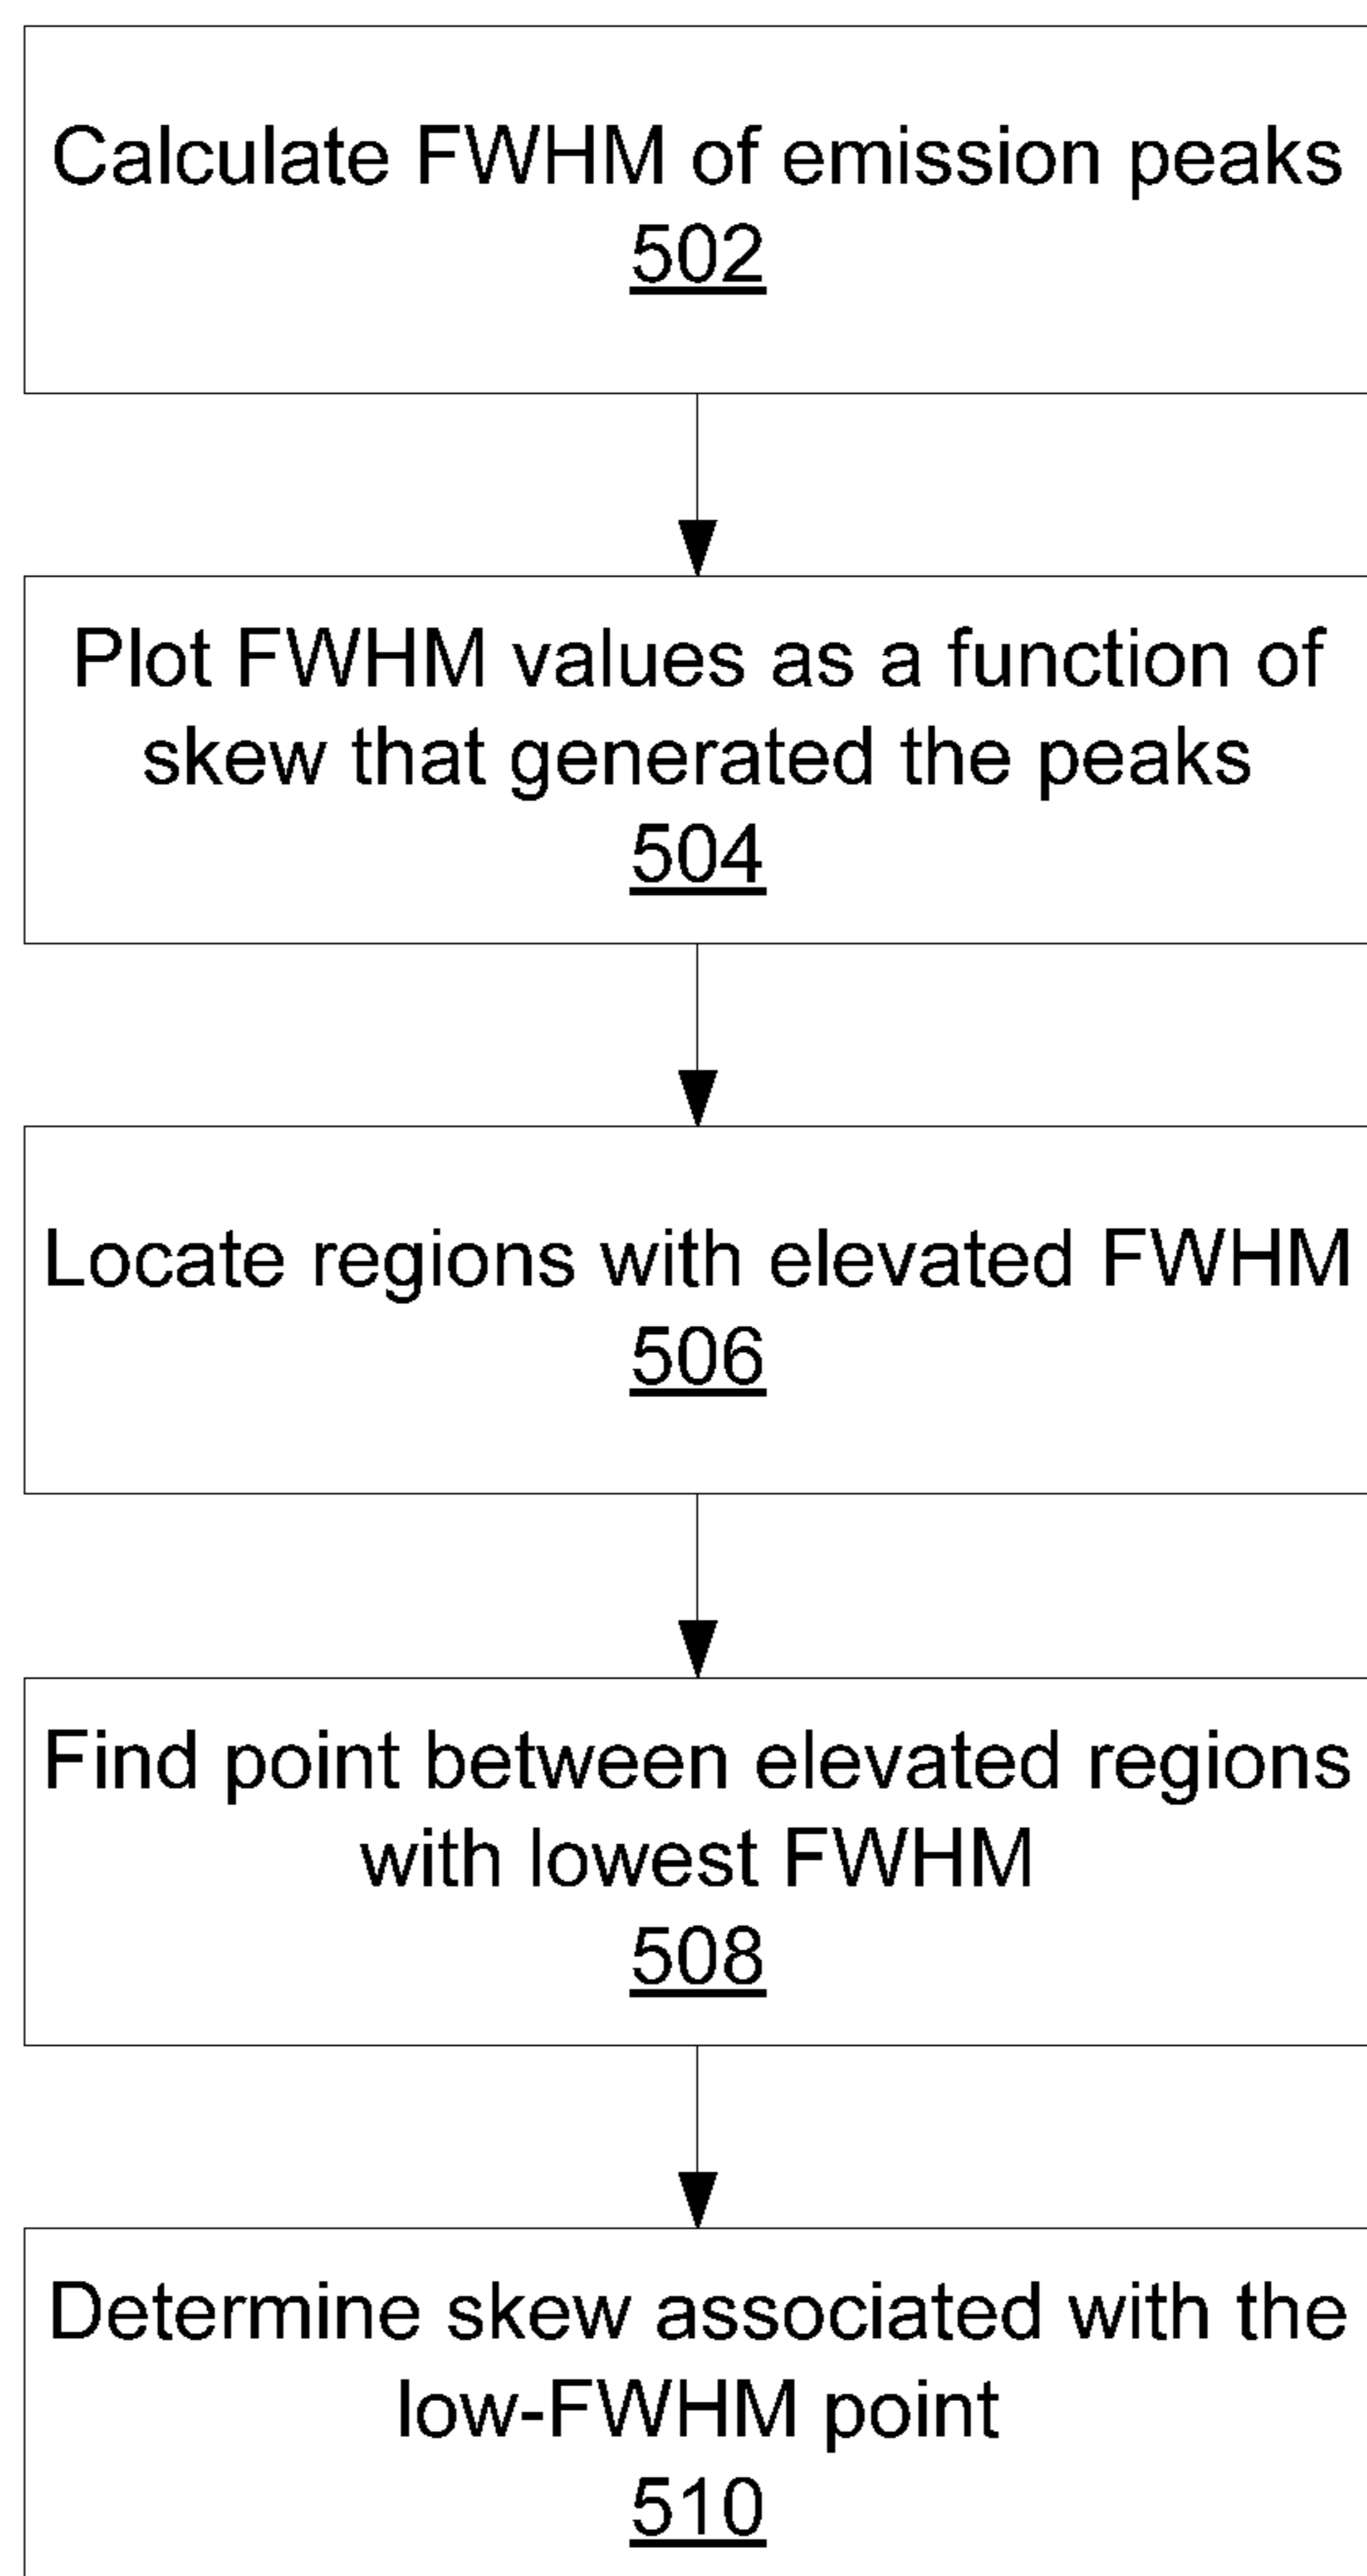 Calculate FWHM of emission peaks
502
Plot FWHM values as a function of
skew that generated the peaks
504
Locate regions with elevated FWHM
506
Find point between elevated regions
with lowest FWHM
508
Determine skew associated with the
low-FWHM point
510